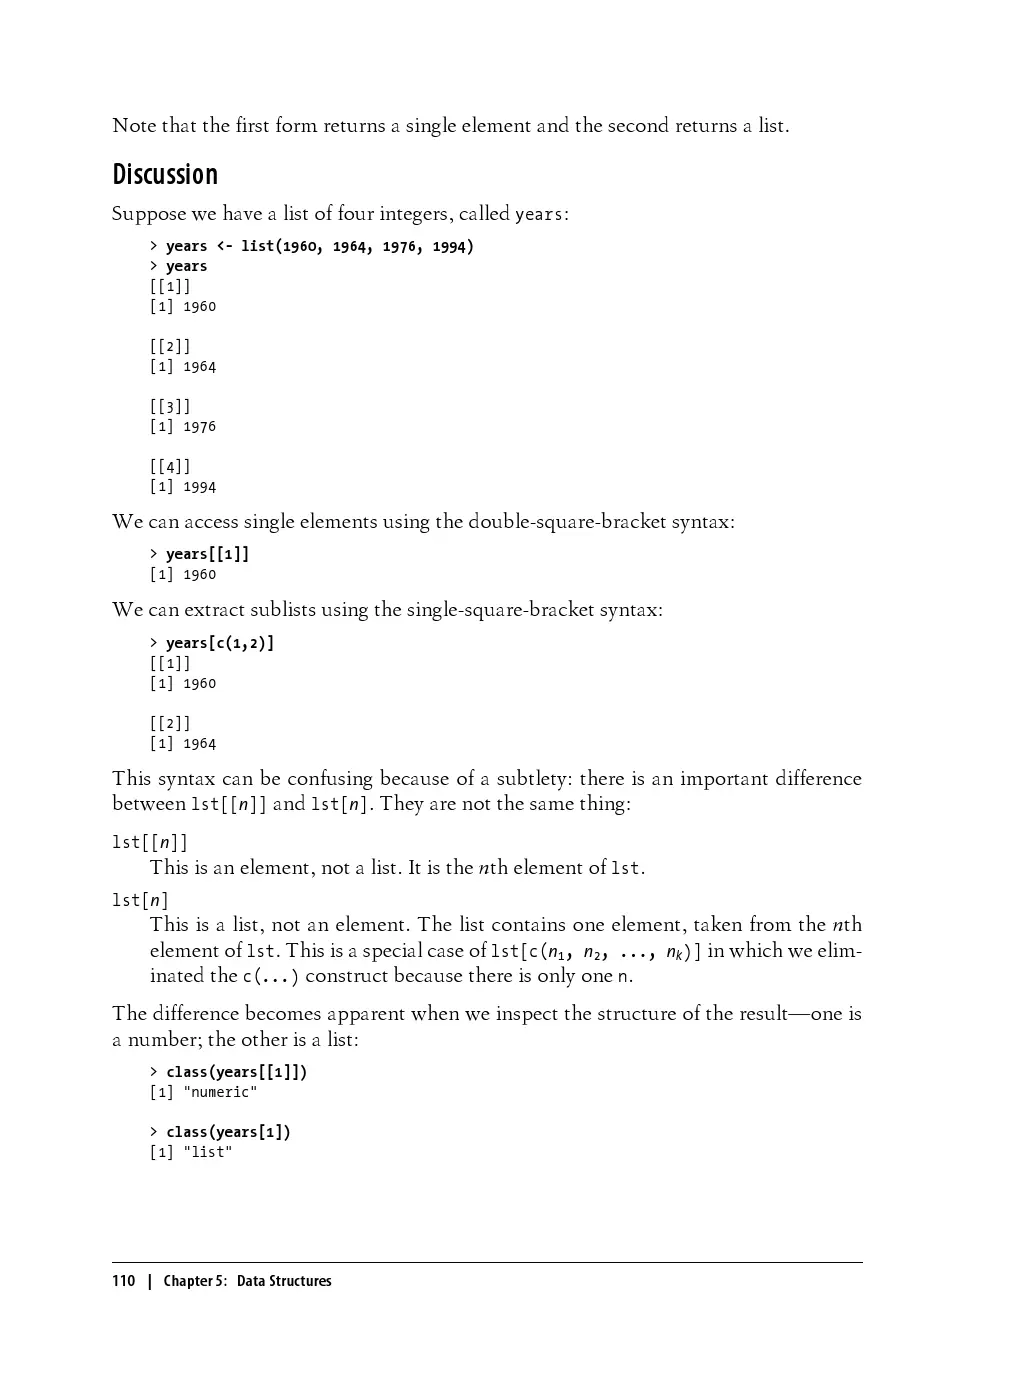 Note that the first form returns a single element and the second returns a list.
Discussion
Suppose we have a list of four integers, called years:
> years <- list(1960, 1964, 1976, 1994)
> years
[[1]]
[1] 1960
[[2]]
[1] 1964
[[3]]
[1] 1976
[[4]]
[1] 1994
We can access single elements using the double-square-bracket syntax:
> years[[1]]
[1] 1960
We can extract sublists using the single-square-bracket syntax:
> years[c(1,2)]
[[1]]
[1] 1960
[[2]]
[1] 1964
This syntax can be confusing because of a subtlety: there is an important difference
between lst[[n]] and lst[n]. They are not the same thing:
lst[[n]]
This is an element, not a list. It is the nth element of lst.
lst[n]
This is a list, not an element. The list contains one element, taken from the nth
element of lst. This is a special case of lst[c(n₁, n₂, ..., nₖ)] in which we elim-
inated the c(...) construct because there is only one n.
The difference becomes apparent when we inspect the structure of the result—one is
a number; the other is a list:
> class(years[[1]])
[1] "numeric"
> class(years[1])
[1] "list"
110 | Chapter 5: Data Structures